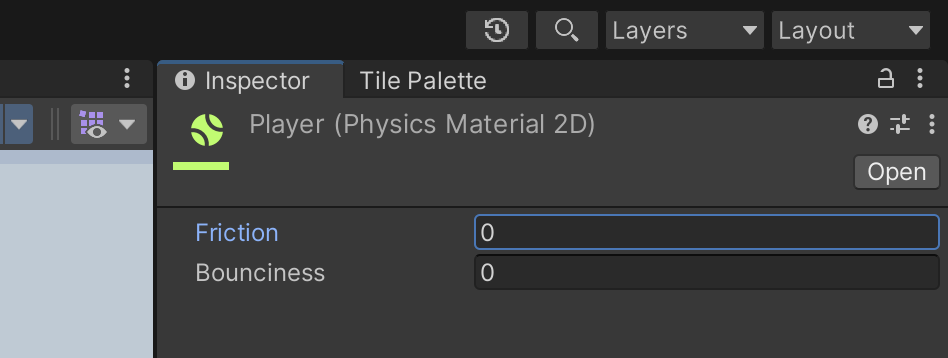 Layers
Layout
Inspector
Tile Palette
Player (Physics Material 2D)
Open
Friction
0
Bounciness
0